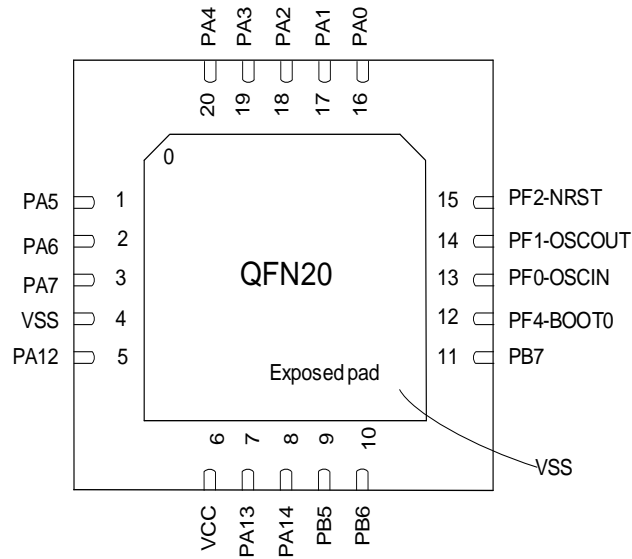 PA4 PA3 PA2 PA1 PA0
20 19 18 17 16
0
PA5 1
PA6 2
PA7 3
VSS 4
PA12 5
15 PF2-NRST
14 PF1-OSCOUT
13 PF0-OSCIN
12 PF4-BOOT0
11 PB7
QFN20
Exposed pad
VSS
6 7 8 9 10
VCC PA13 PA14 PB5 PB6